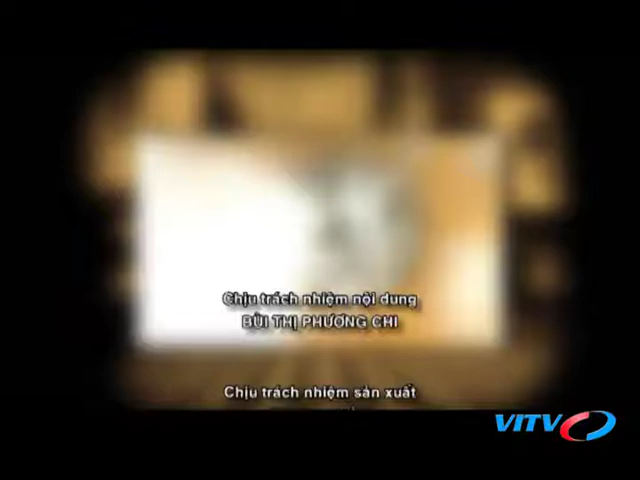 Chịu trách nhiệm nội dung
BÙI THỊ PHƯƠNG CHI
Chịu trách nhiệm sản xuất
VITV